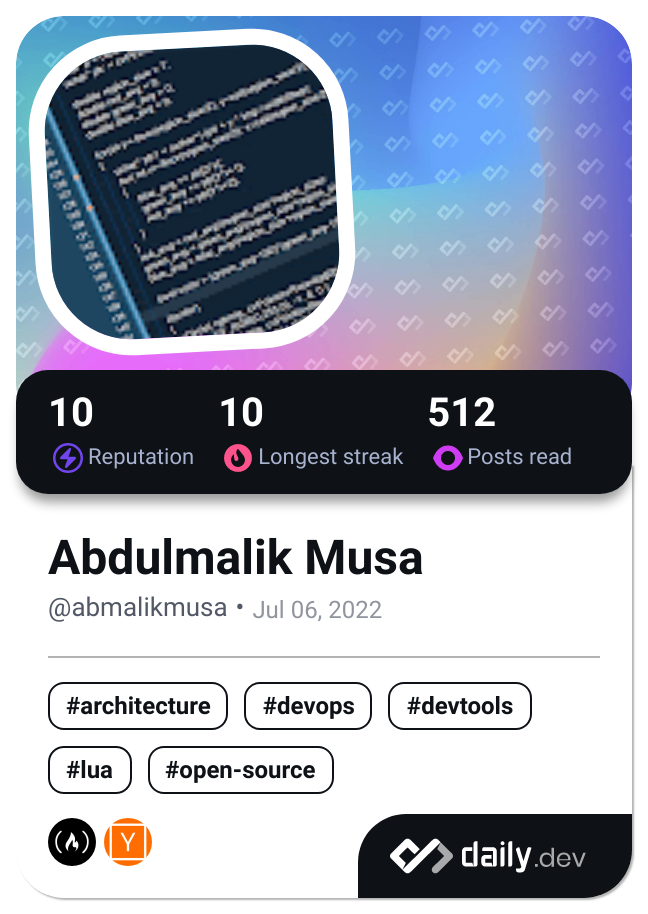 10 10 512
Reputation Longest streak Posts read
Abdulmalik Musa
@abmalikmusa • Jul 06, 2022
#architecture #devops #devtools
#lua #open-source
Y daily.dev